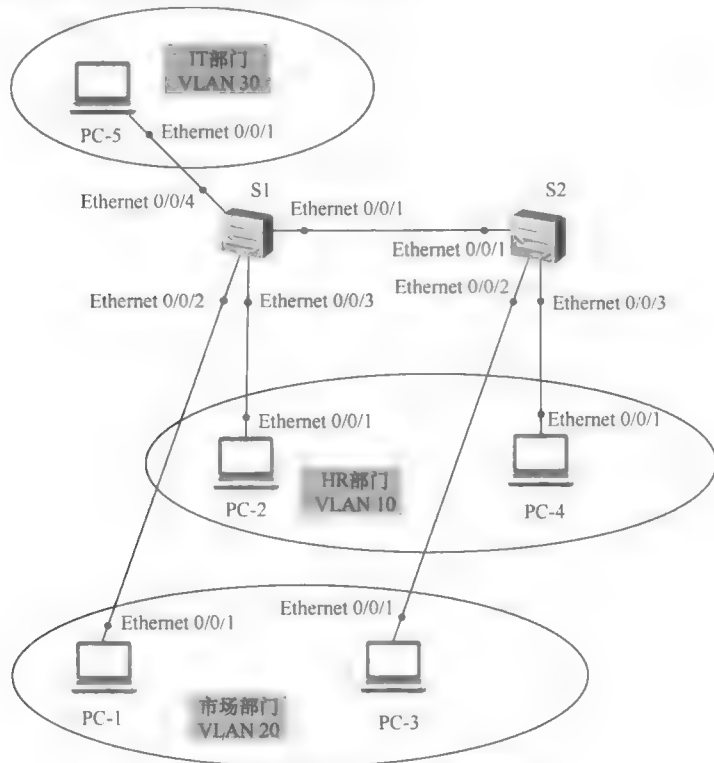 IT部门
VLAN 30
PC-5
Ethernet 0/0/1
Ethernet 0/0/4
S1
S2
Ethernet 0/0/1
Ethernet 0/0/1
Ethernet 0/0/2
Ethernet 0/0/3
Ethernet 0/0/2
Ethernet 0/0/3
Ethernet 0/0/1
Ethernet 0/0/1
PC-2
HR部门
VLAN 10
PC-4
Ethernet 0/0/1
Ethernet 0/0/1
PC-1
市场部门
VLAN 20
PC-3